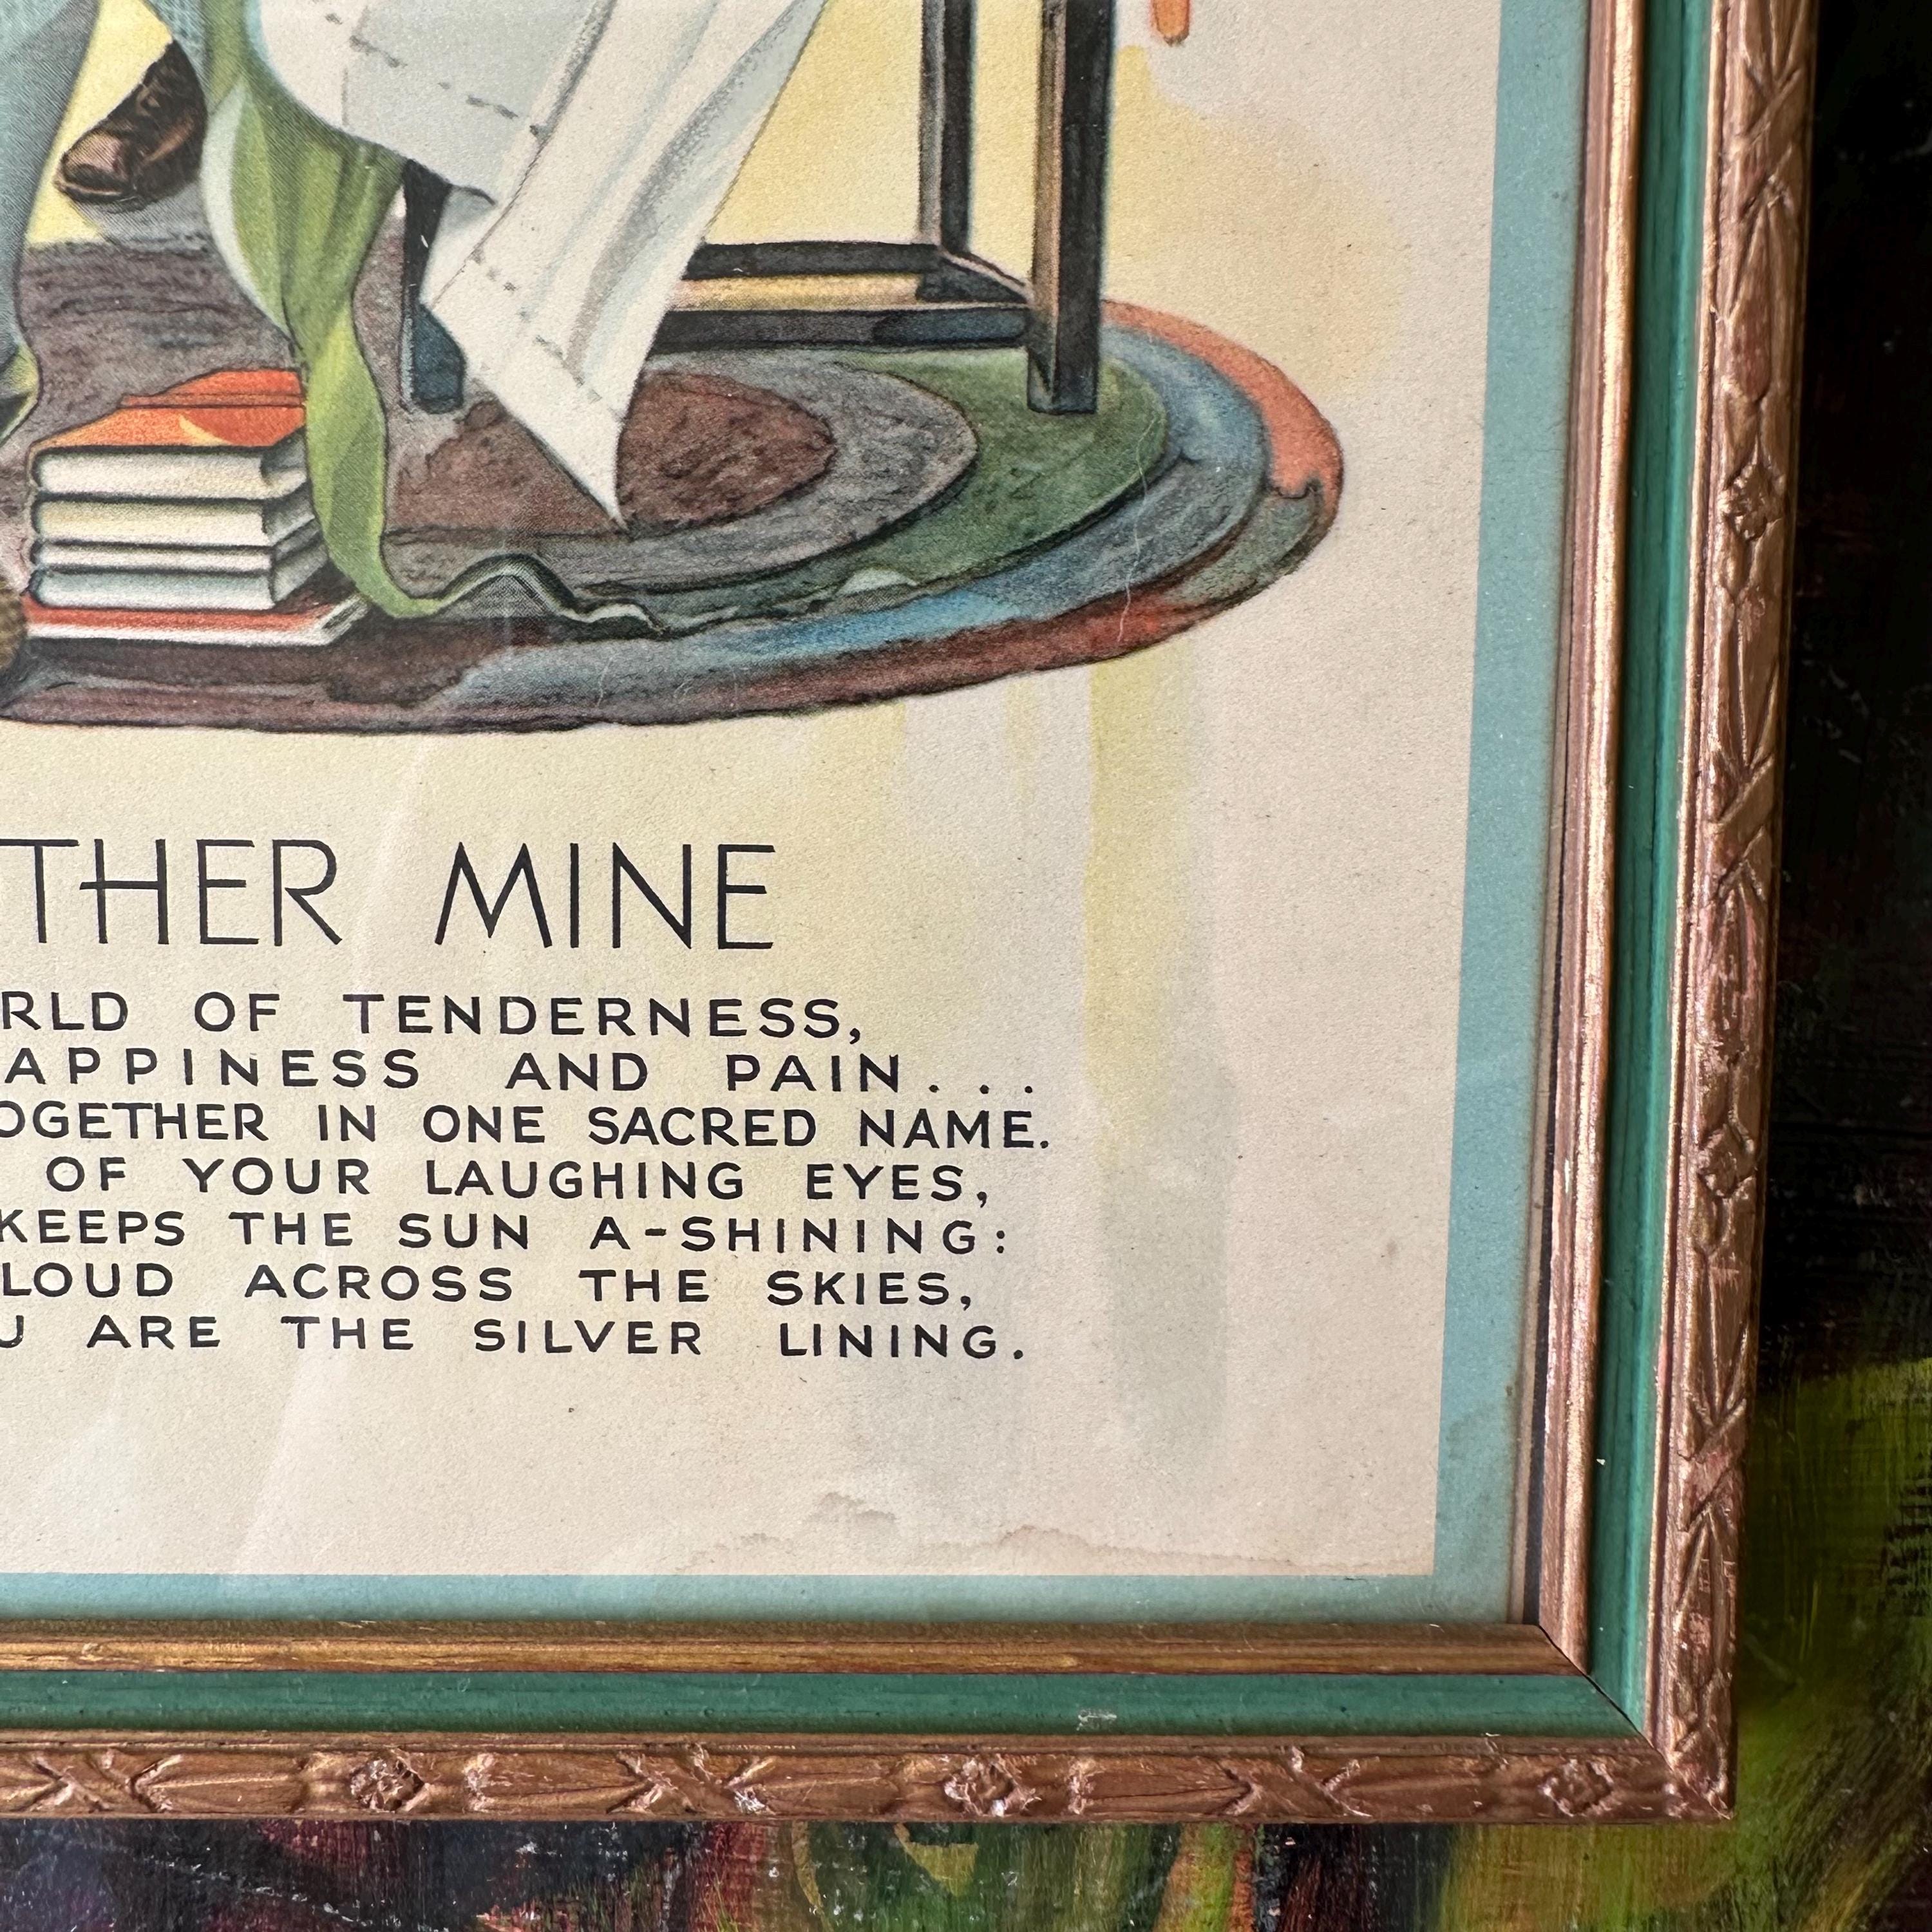 THER MINE
RLD OF TENDERNESS,
APPINESS AND PAIN...
OGETHER IN ONE SACRED NAME.
OF YOUR LAUGHING EYES,
KEEPS THE SUN A-SHINING:
LOUD ACROSS THE SKIES,
U ARE THE SILVER LINING.